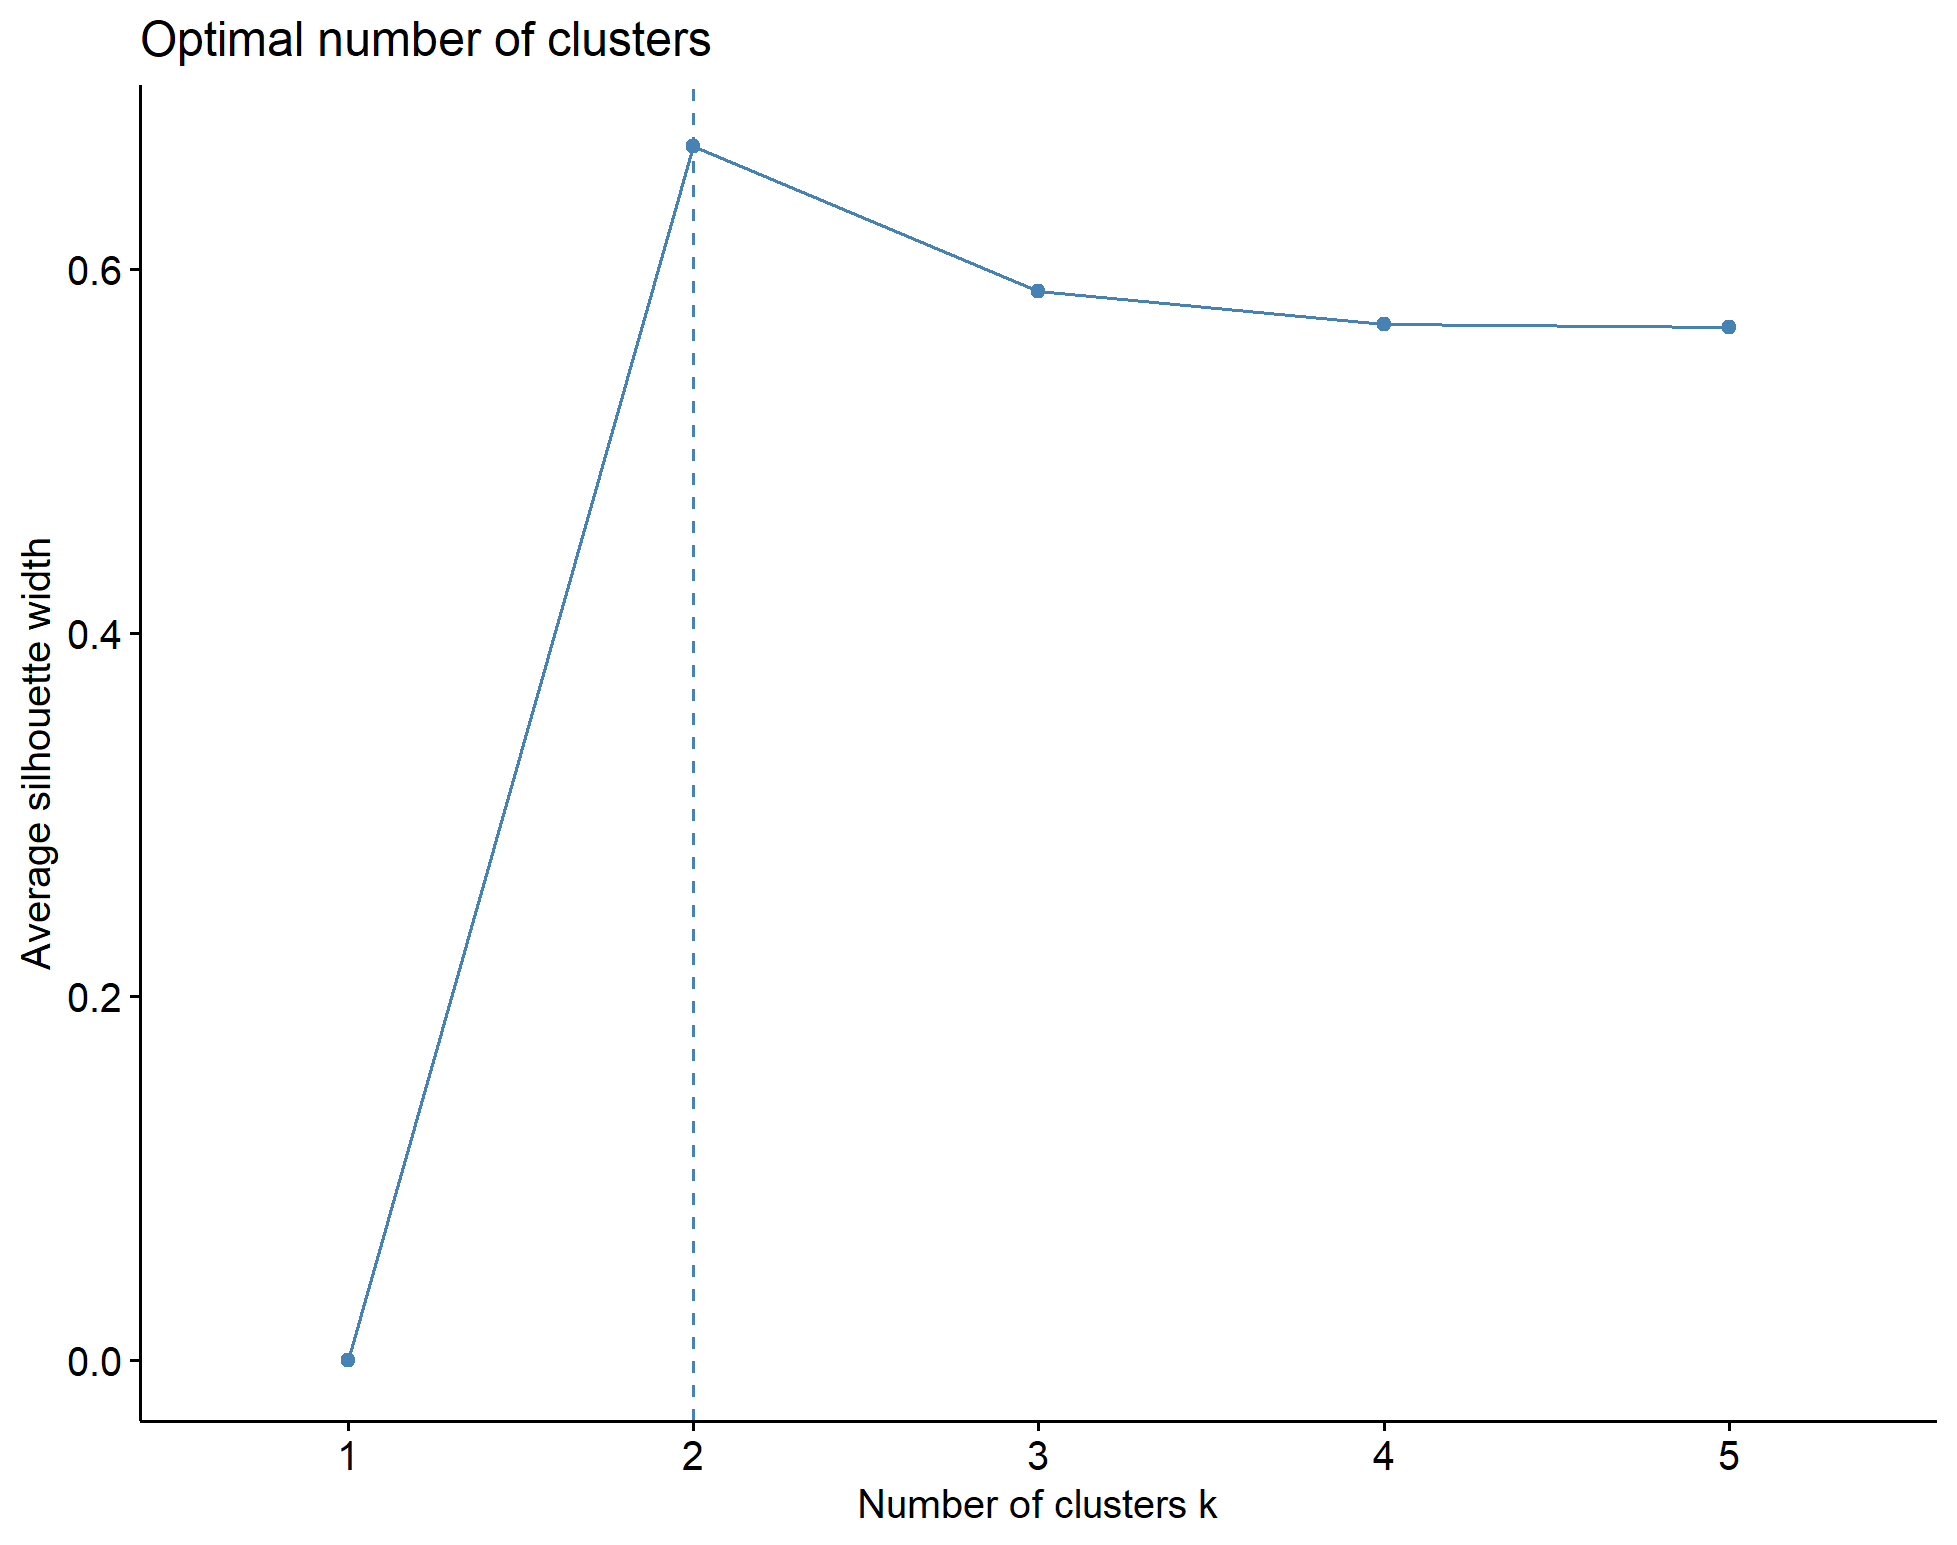 Optimal number of clusters
Average silhouette width
0.6
0.4
0.2
0.0
1 2 3 4 5
Number of clusters k